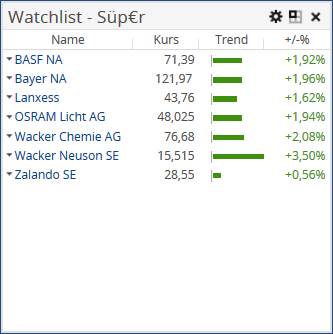 Watchlist - Süp€r
Name Kurs Trend +/-%
BASF NA 71,39 +1,92%
Bayer NA 121,97 +1,96%
Lanxess 43,76 +1,62%
OSRAM Licht AG 48,025 +1,94%
Wacker Chemie AG 76,68 +2,08%
Wacker Neuson SE 15,515 +3,50%
Zalando SE 28,55 +0,56%